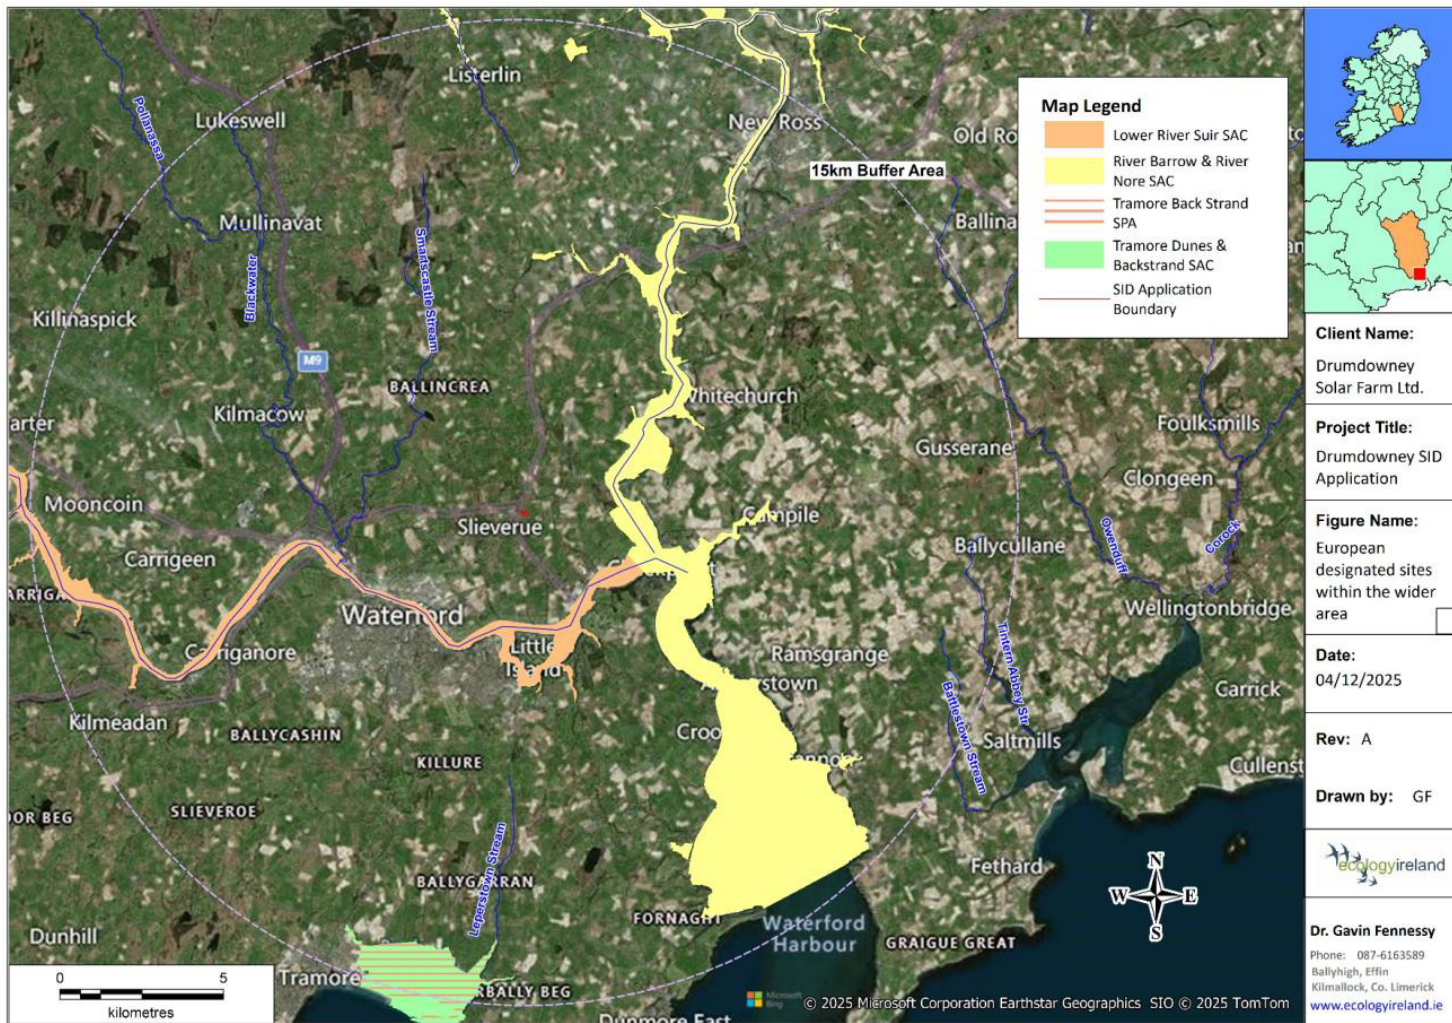 Listerlin
Lukeswell
Pollanassa
New Ross
15km Buffer Area
Mullinavat
Smartscastle Stream
Blackwater
Killinaspick
M9
BALLINCREA
Whitechurch
Kilmacow
Gusserane
Foulksmills
Clongeen
Mooncoin
Slieverue
Campile
Carrigeen
Ballycullane
Owenduff
Corock
Waterford
Wellingtonbridge
Little
Island
Carriganore
Ramsgrange
Tintern Abbey Str
Battlestown Stream
Carrick
Kilmeadan
BALLYCASHIN
KILLURE
Saltmills
SLIEVEROE
Leperstown Stream
BALLYGARRAN
Fethard
FORNAGHT
Waterford
Harbour
GRAIGUE GREAT
Dunhill
Tramore
Dunmore East
N
W E
S
0 5
kilometres
Microsoft
Bing
© 2025 Microsoft Corporation Earthstar Geographics SIO © 2025 TomTom
Map Legend
Lower River Suir SAC
River Barrow & River
Nore SAC
Tramore Back Strand
SPA
Tramore Dunes &
Backstrand SAC
SID Application
Boundary
Client Name:
Drumdowney
Solar Farm Ltd.
Project Title:
Drumdowney SID
Application
Figure Name:
European
designated sites
within the wider
area
Date:
04/12/2025
Rev: A
Drawn by: GF
ecologyireland
Dr. Gavin Fennessy
Phone: 087-6163589
Ballyhigh, Effin
Kilmallock, Co. Limerick
www.ecologyireland.ie